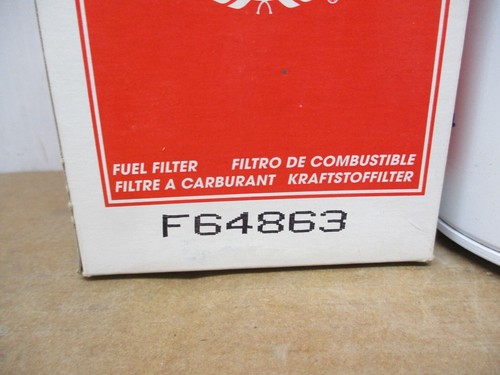 FUEL FILTER FILTRO DE COMBUSTIBLE
FILTRE A CARBURANT KRAFTSTOFFILTER
F64863